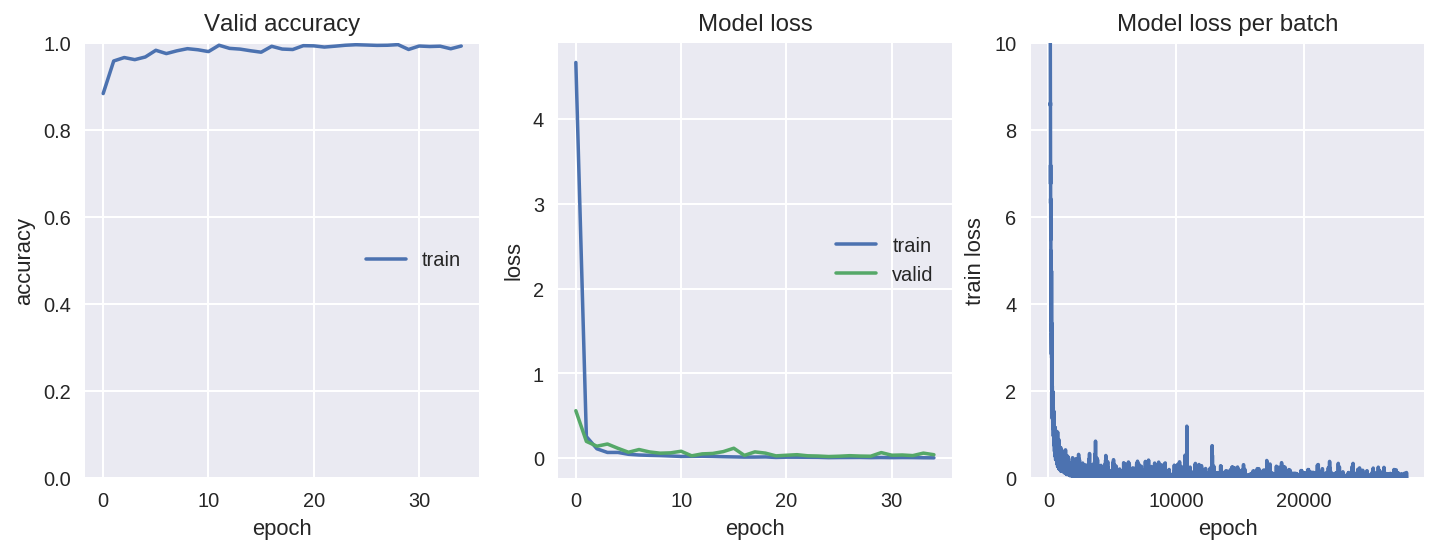 Valid accuracy
accuracy
1.0
0.8
0.6
0.4
0.2
0.0
train
0 10 20 30
epoch
Model loss
loss
4
3
2
1
0
train
valid
0 10 20 30
epoch
Model loss per batch
train loss
10
8
6
4
2
0
0 10000 20000
epoch